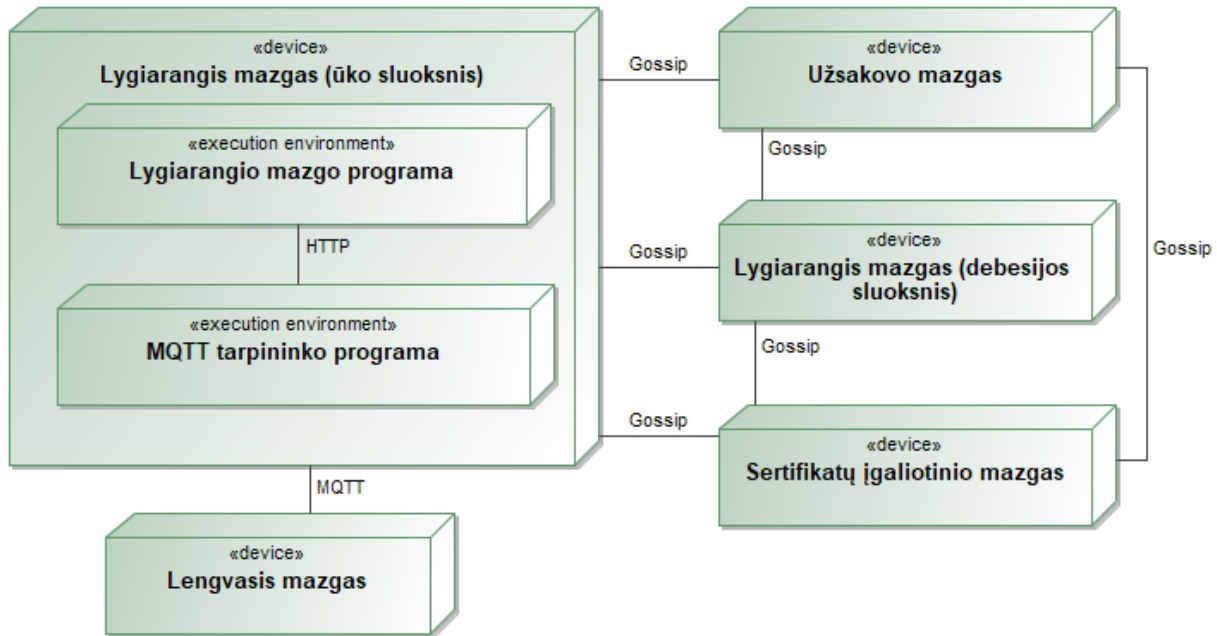 «device»
Lygiarangis mazgas (ūko sluoksnis)
«execution environment»
Lygiarangio mazgo programa
HTTP
«execution environment»
MQTT tarpininko programa
MQTT
«device»
Lengvasis mazgas
Gossip
«device»
Užsakovo mazgas
Gossip
Gossip
«device»
Lygiarangis mazgas (debesijos
sluoksnis)
Gossip
Gossip
Gossip
«device»
Sertifikatų įgaliotinio mazgas